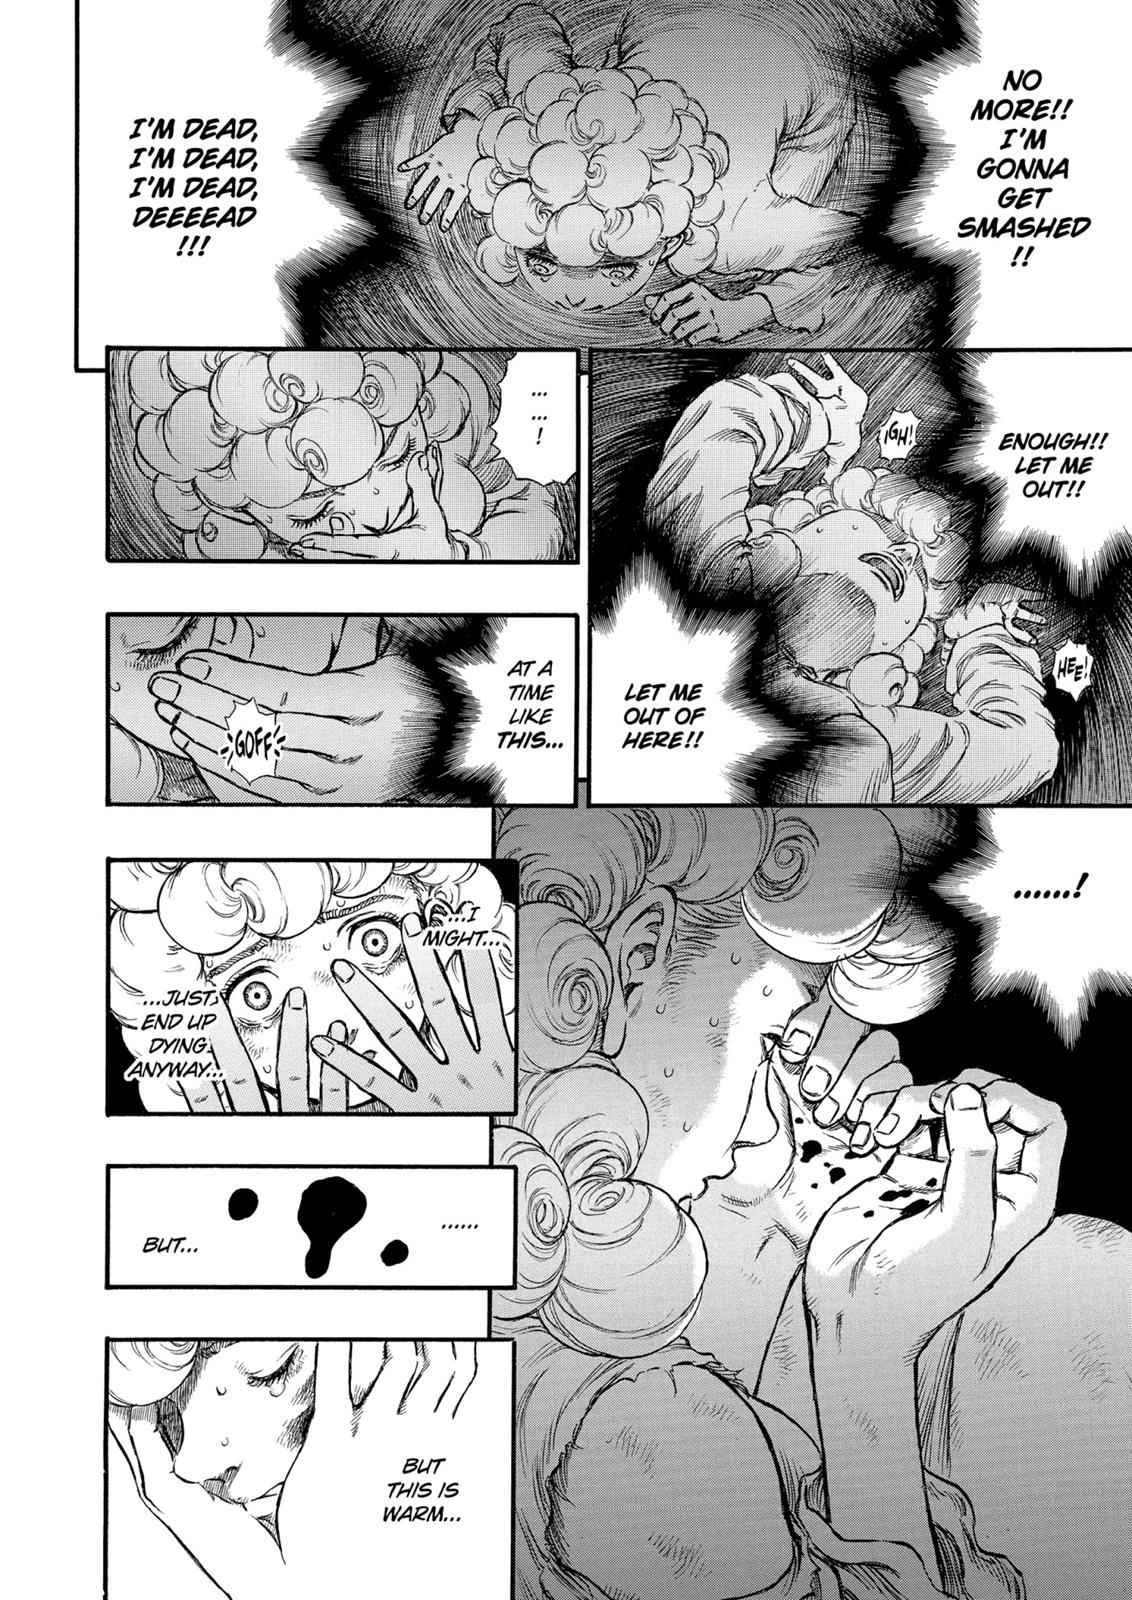 NO
MORE!!
I'M
GONNA
GET
SMASHED
!!
I'M DEAD,
I'M DEAD,
I'M DEAD,
DEEEEAD
!!!
ENOUGH!!
LET ME
OUT!!
IGH!
HEE!
LET ME
OUT OF
HERE!!
...
...
!
AT A
TIME
LIKE
THIS...
GOFF
......!
...I
MIGHT...
...JUST
END UP
DYING
ANYWAY...
......
BUT...
BUT
THIS IS
WARM...